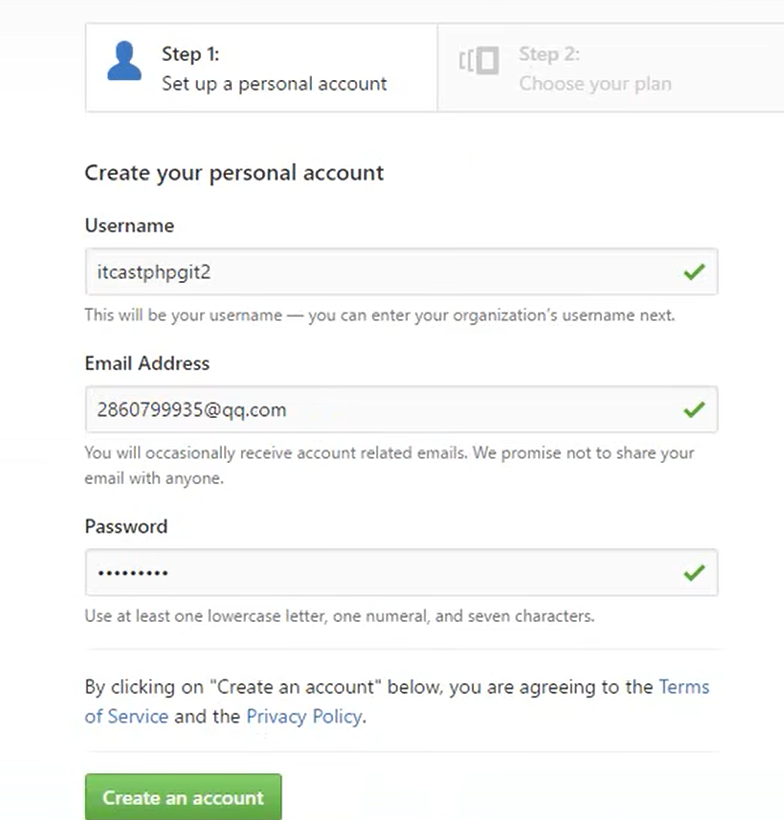 Step 1:
Set up a personal account
Step 2:
Choose your plan
Create your personal account
Username
itcastphpgit2
This will be your username — you can enter your organization's username next.
Email Address
2860799935@qq.com
You will occasionally receive account related emails. We promise not to share your
email with anyone.
Password
•••••••••
Use at least one lowercase letter, one numeral, and seven characters.
By clicking on "Create an account" below, you are agreeing to the Terms
of Service and the Privacy Policy.
Create an account